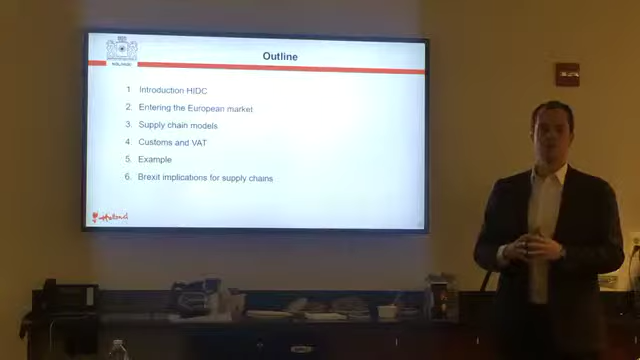 Outline
1. Introduction HIDC
2. Entering the European market
3. Supply chain models
4. Customs and VAT
5. Example
6. Brexit implications for supply chains
Holland